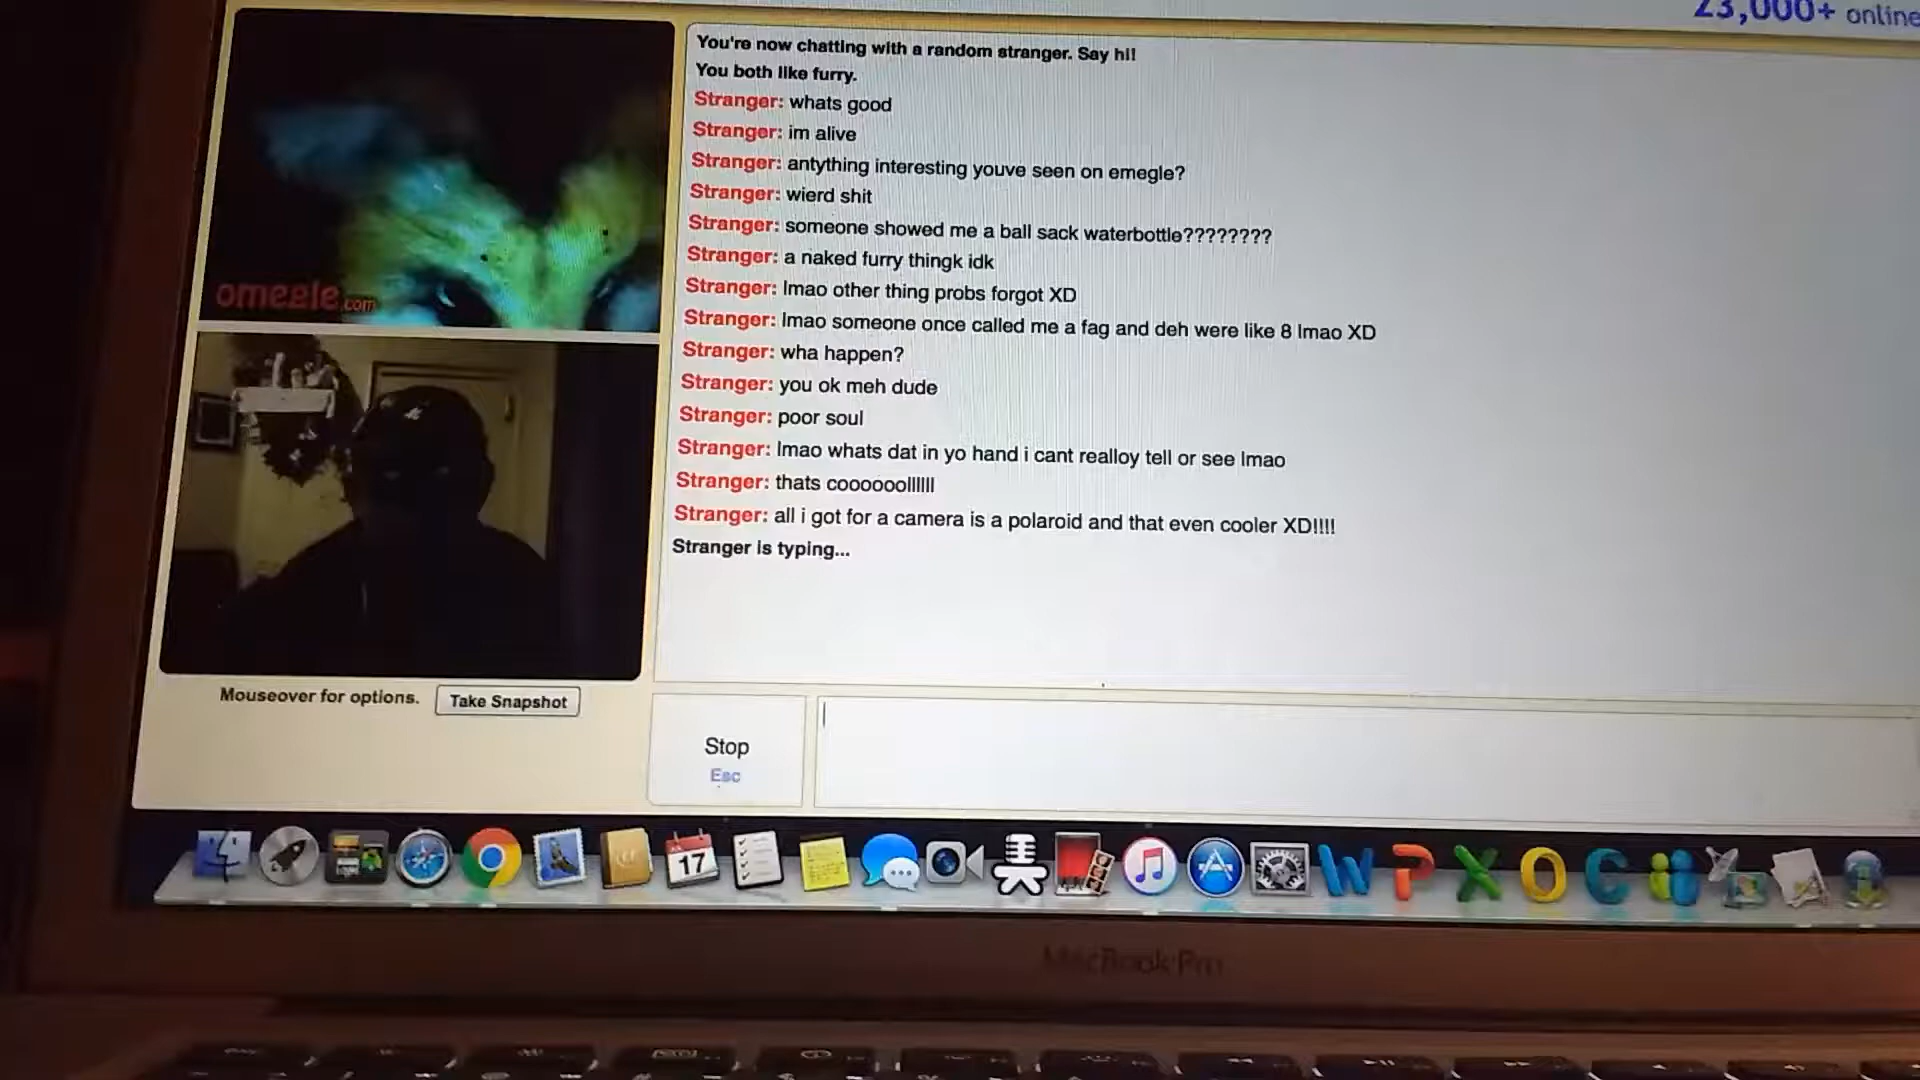 23,000+ online
You're now chatting with a random stranger. Say hi!
You both like furry.
Stranger: whats good
Stranger: im alive
Stranger: antything interesting youve seen on emegle?
Stranger: wierd shit
Stranger: someone showed me a ball sack waterbottle????????
Stranger: a naked furry thingk idk
Stranger: lmao other thing probs forgot XD
Stranger: lmao someone once called me a fag and deh were like 8 lmao XD
Stranger: wha happen?
Stranger: you ok meh dude
Stranger: poor soul
Stranger: lmao whats dat in yo hand i cant realloy tell or see lmao
Stranger: thats coooooollllll
Stranger: all i got for a camera is a polaroid and that even cooler XD!!!!
Stranger is typing...
omegle.com
Mouseover for options.
Take Snapshot
Stop
Esc
17
MacBook Pro